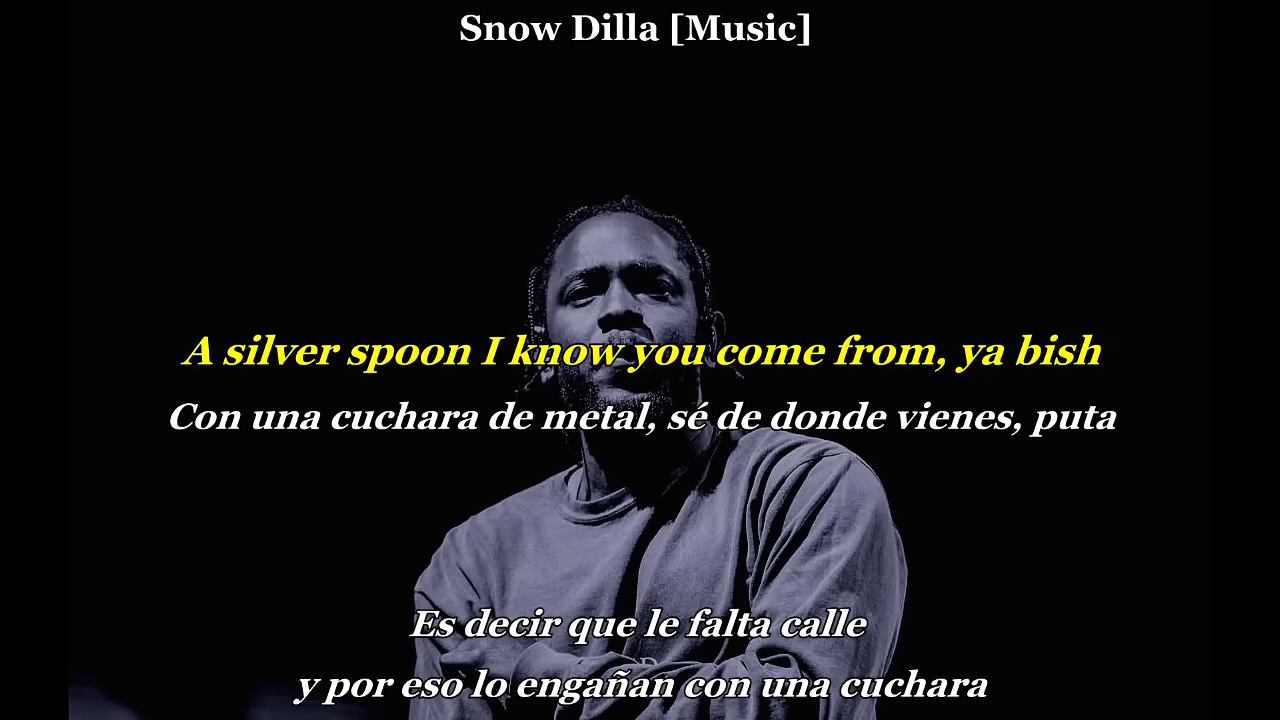 Snow Dilla [Music]
A silver spoon I know you come from, ya bish
Con una cuchara de metal, sé de donde vienes, puta
Es decir que le falta calle
y por eso lo engañan con una cuchara